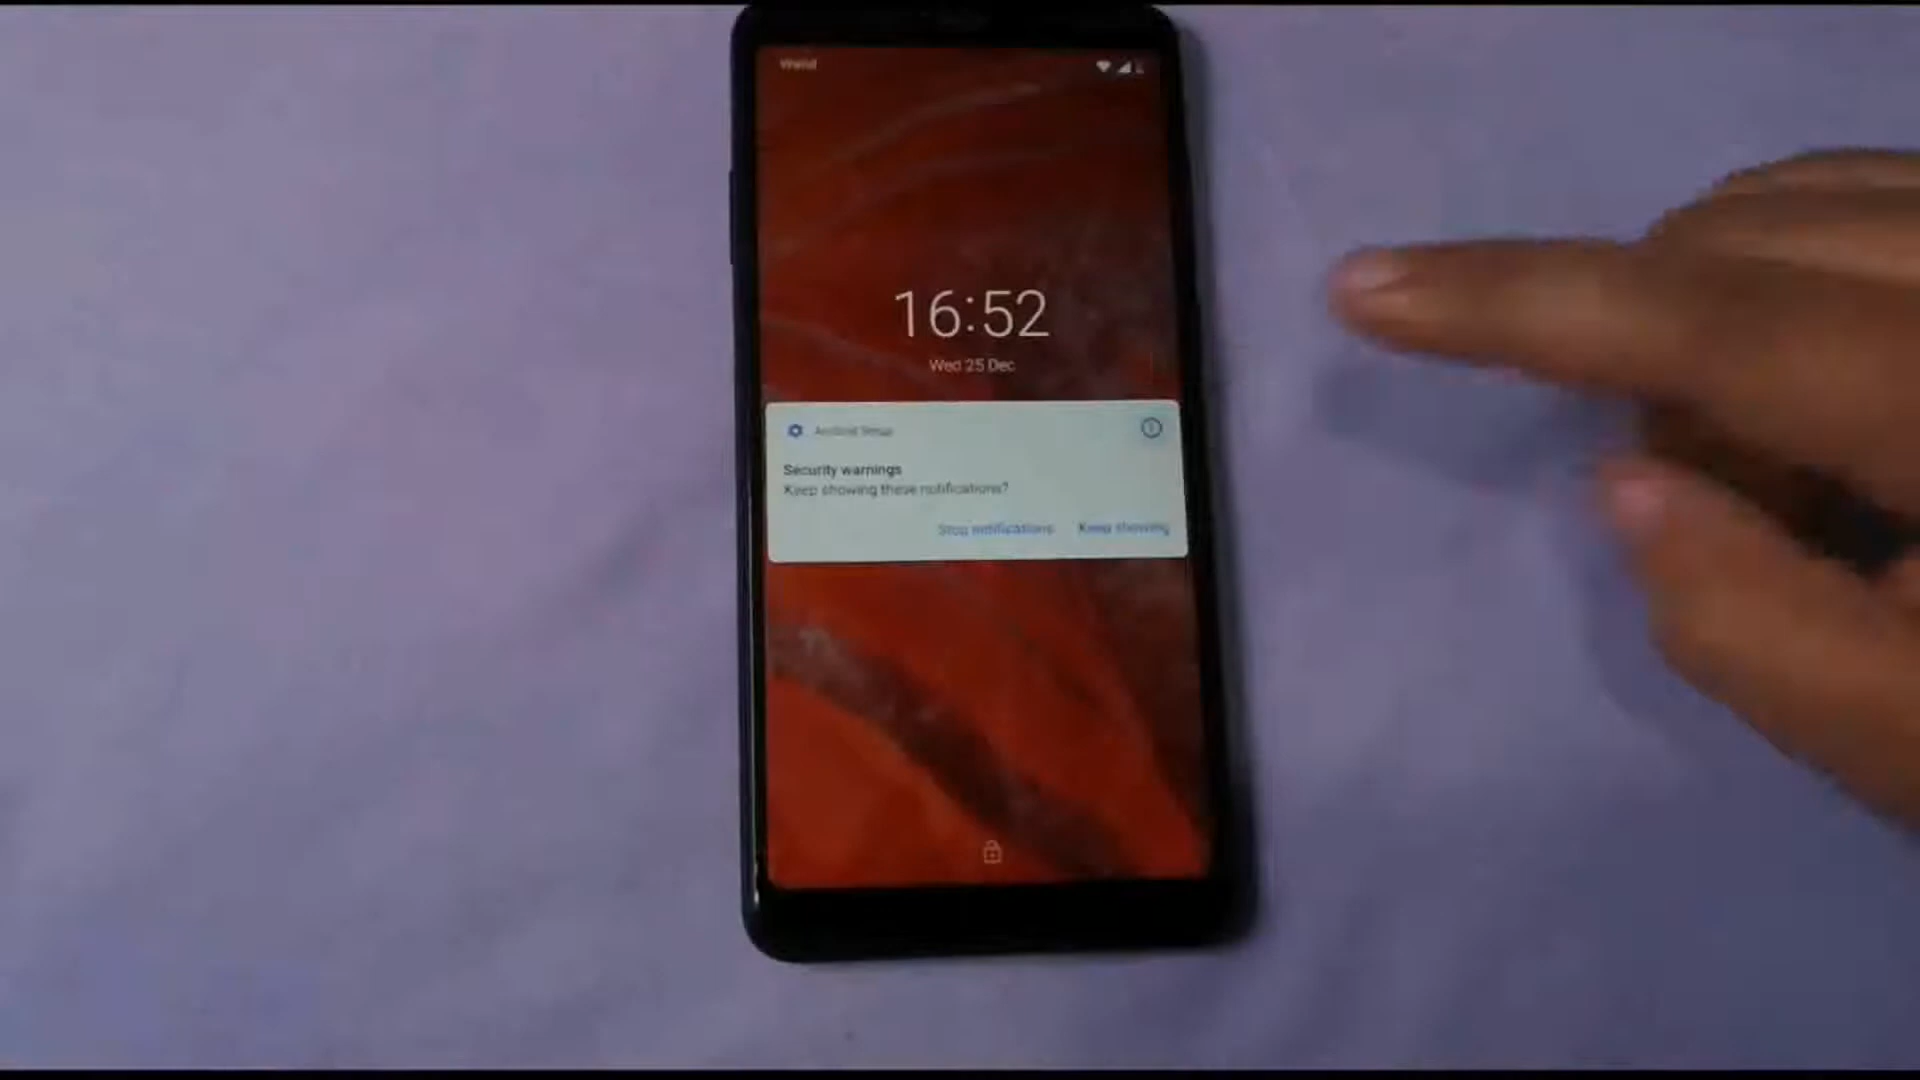 16:52
Wed 25 Dec
Android Setup
Security warnings
Keep showing these notifications?
Stop notifications Keep showing